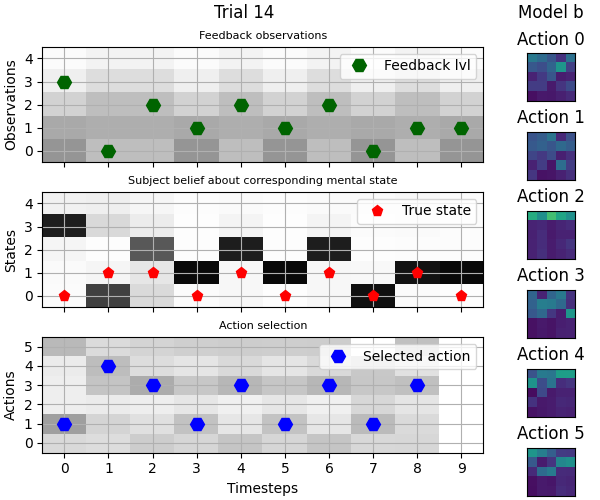 Trial 14
Model b
Feedback observations
Observations
4
3
2
1
0
Feedback lvl
Subject belief about corresponding mental state
States
4
3
2
1
0
True state
Action selection
Actions
5
4
3
2
1
0
Selected action
0 1 2 3 4 5 6 7 8 9
Timesteps
Action 0
Action 1
Action 2
Action 3
Action 4
Action 5